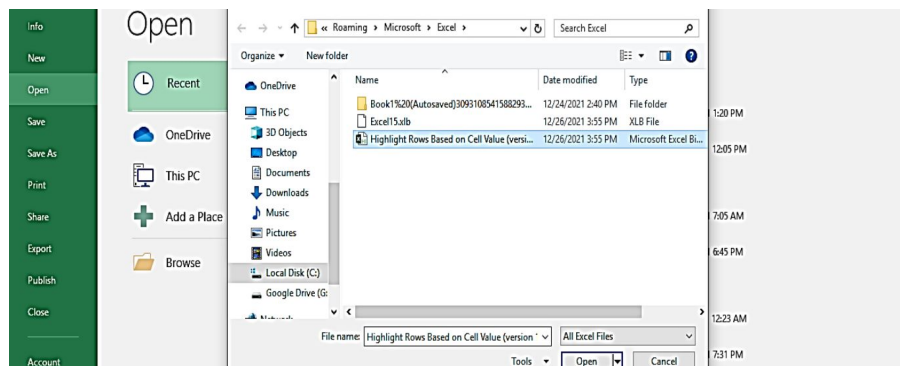 Info
New
Open
Save
Save As
Print
Share
Export
Publish
Close
Account
Open
Recent
OneDrive
This PC
Add a Place
Browse
« Roaming > Microsoft > Excel >
Search Excel
Organize
New folder
OneDrive
This PC
3D Objects
Desktop
Documents
Downloads
Music
Pictures
Videos
Local Disk (C:)
Google Drive (G:
Name Date modified Type
Book1%20(Autosaved)3093108541588293... 12/24/2021 2:40 PM File folder
Excel15.xlb 12/26/2021 3:55 PM XLB File
Highlight Rows Based on Cell Value (versi... 12/26/2021 3:55 PM Microsoft Excel Bi...
File name: Highlight Rows Based on Cell Value (version
All Excel Files
Tools
Open
Cancel
1:20 PM
12:05 PM
7:05 AM
6:45 PM
12:23 AM
7:31 PM